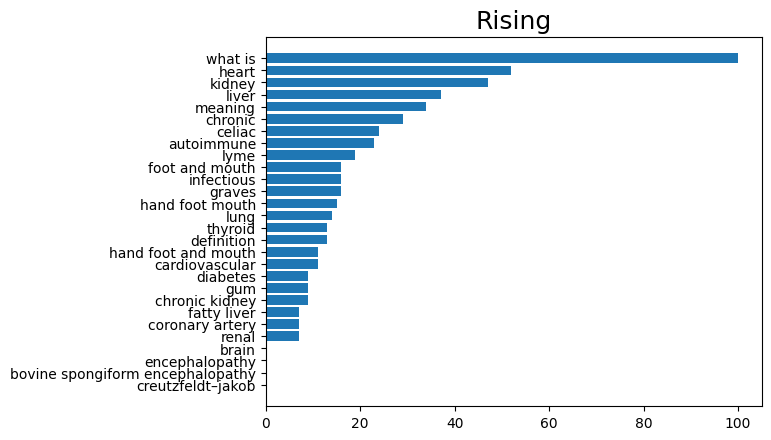 Rising
what is
heart
kidney
liver
meaning
chronic
celiac
autoimmune
lyme
foot and mouth
infectious
graves
hand foot mouth
lung
thyroid
definition
hand foot and mouth
cardiovascular
diabetes
gum
chronic kidney
fatty liver
coronary artery
renal
brain
encephalopathy
bovine spongiform encephalopathy
creutzfeldt–jakob
0 20 40 60 80 100